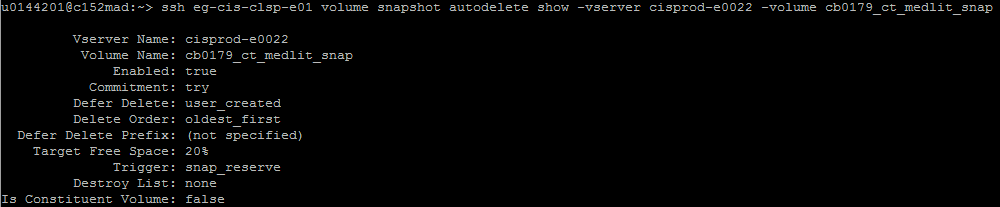 u0144201@c152mad:~> ssh eg-cis-clsp-e01 volume snapshot autodelete show -vserver cisprod-e0022 -volume cb0179_ct_medlit_snap
Vserver Name: cisprod-e0022
Volume Name: cb0179_ct_medlit_snap
Enabled: true
Commitment: try
Defer Delete: user_created
Delete Order: oldest_first
Defer Delete Prefix: (not specified)
Target Free Space: 20%
Trigger: snap_reserve
Destroy List: none
Is Constituent Volume: false